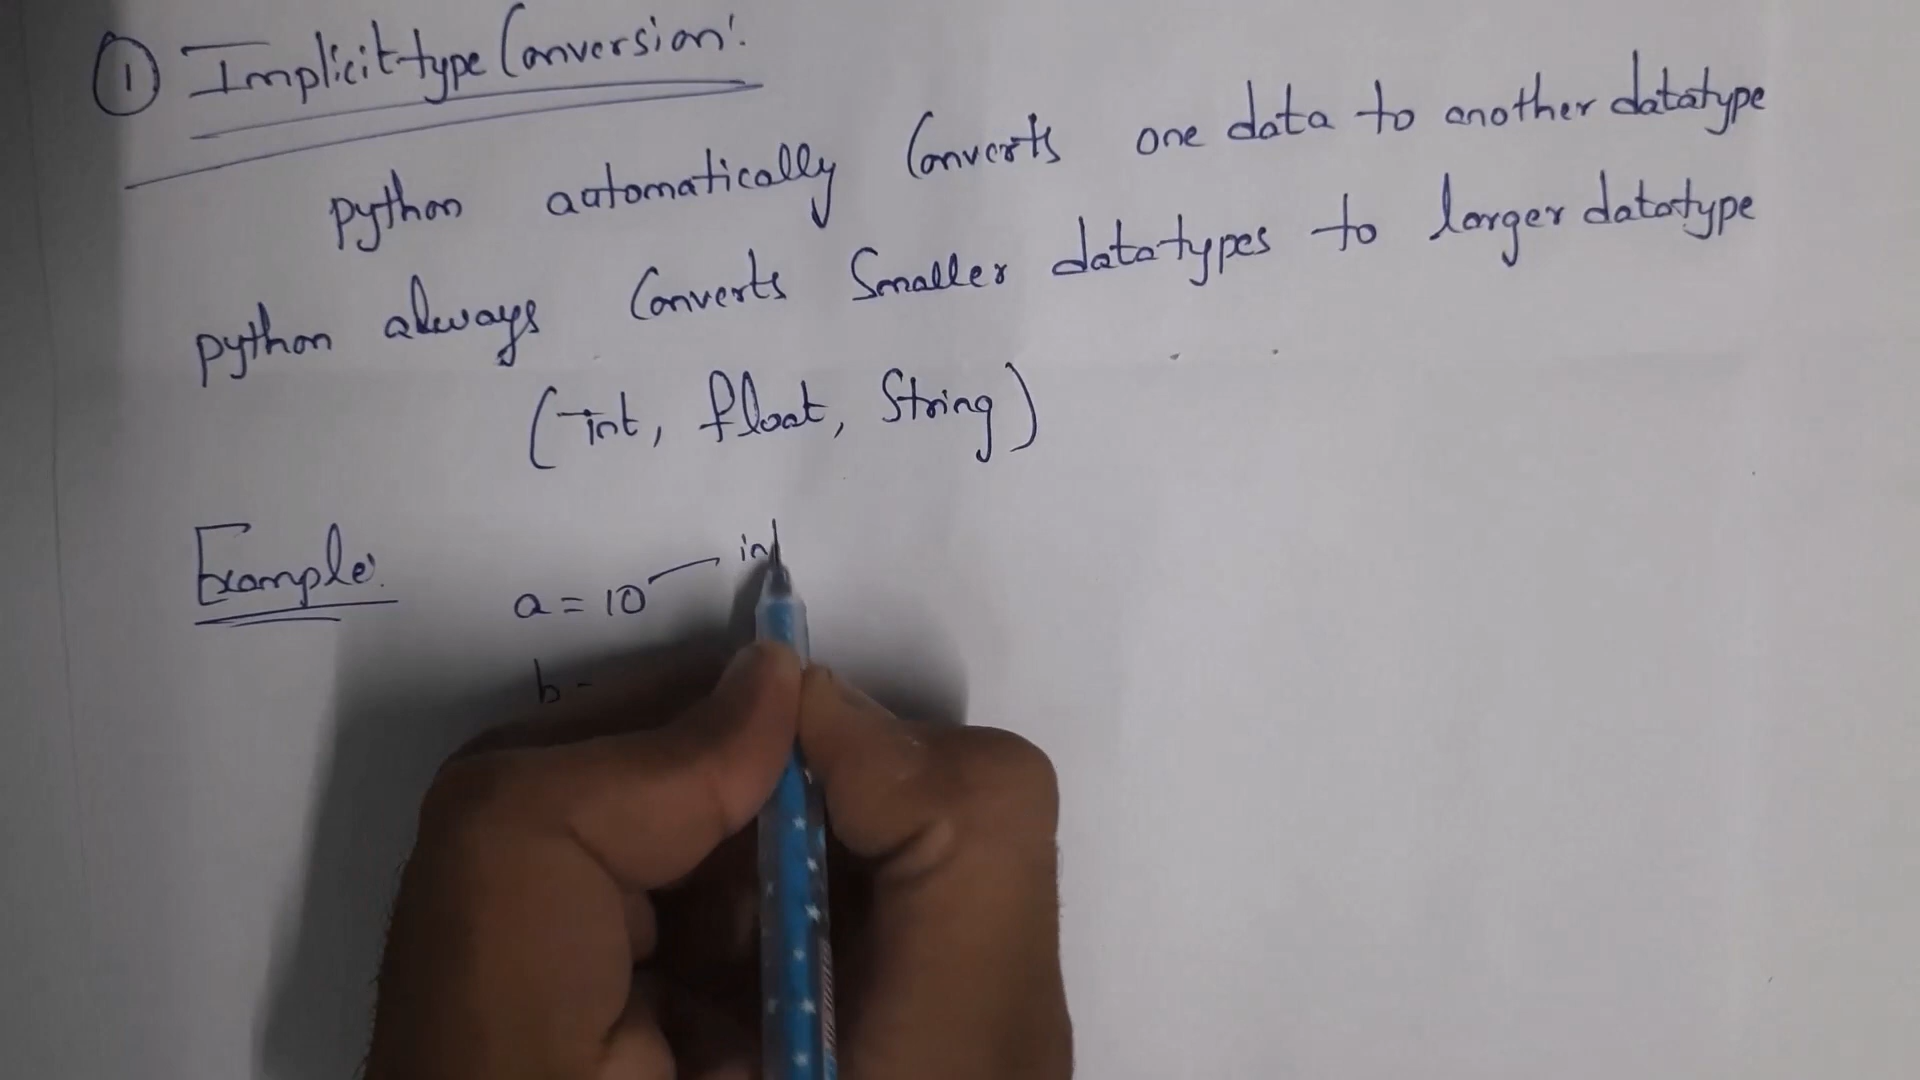 ① Implicit type Conversion:
python automatically Converts one data to another datatype
python always Converts Smaller datatypes to larger datatype
(int, float, String)
Example:
a = 10 int
b =